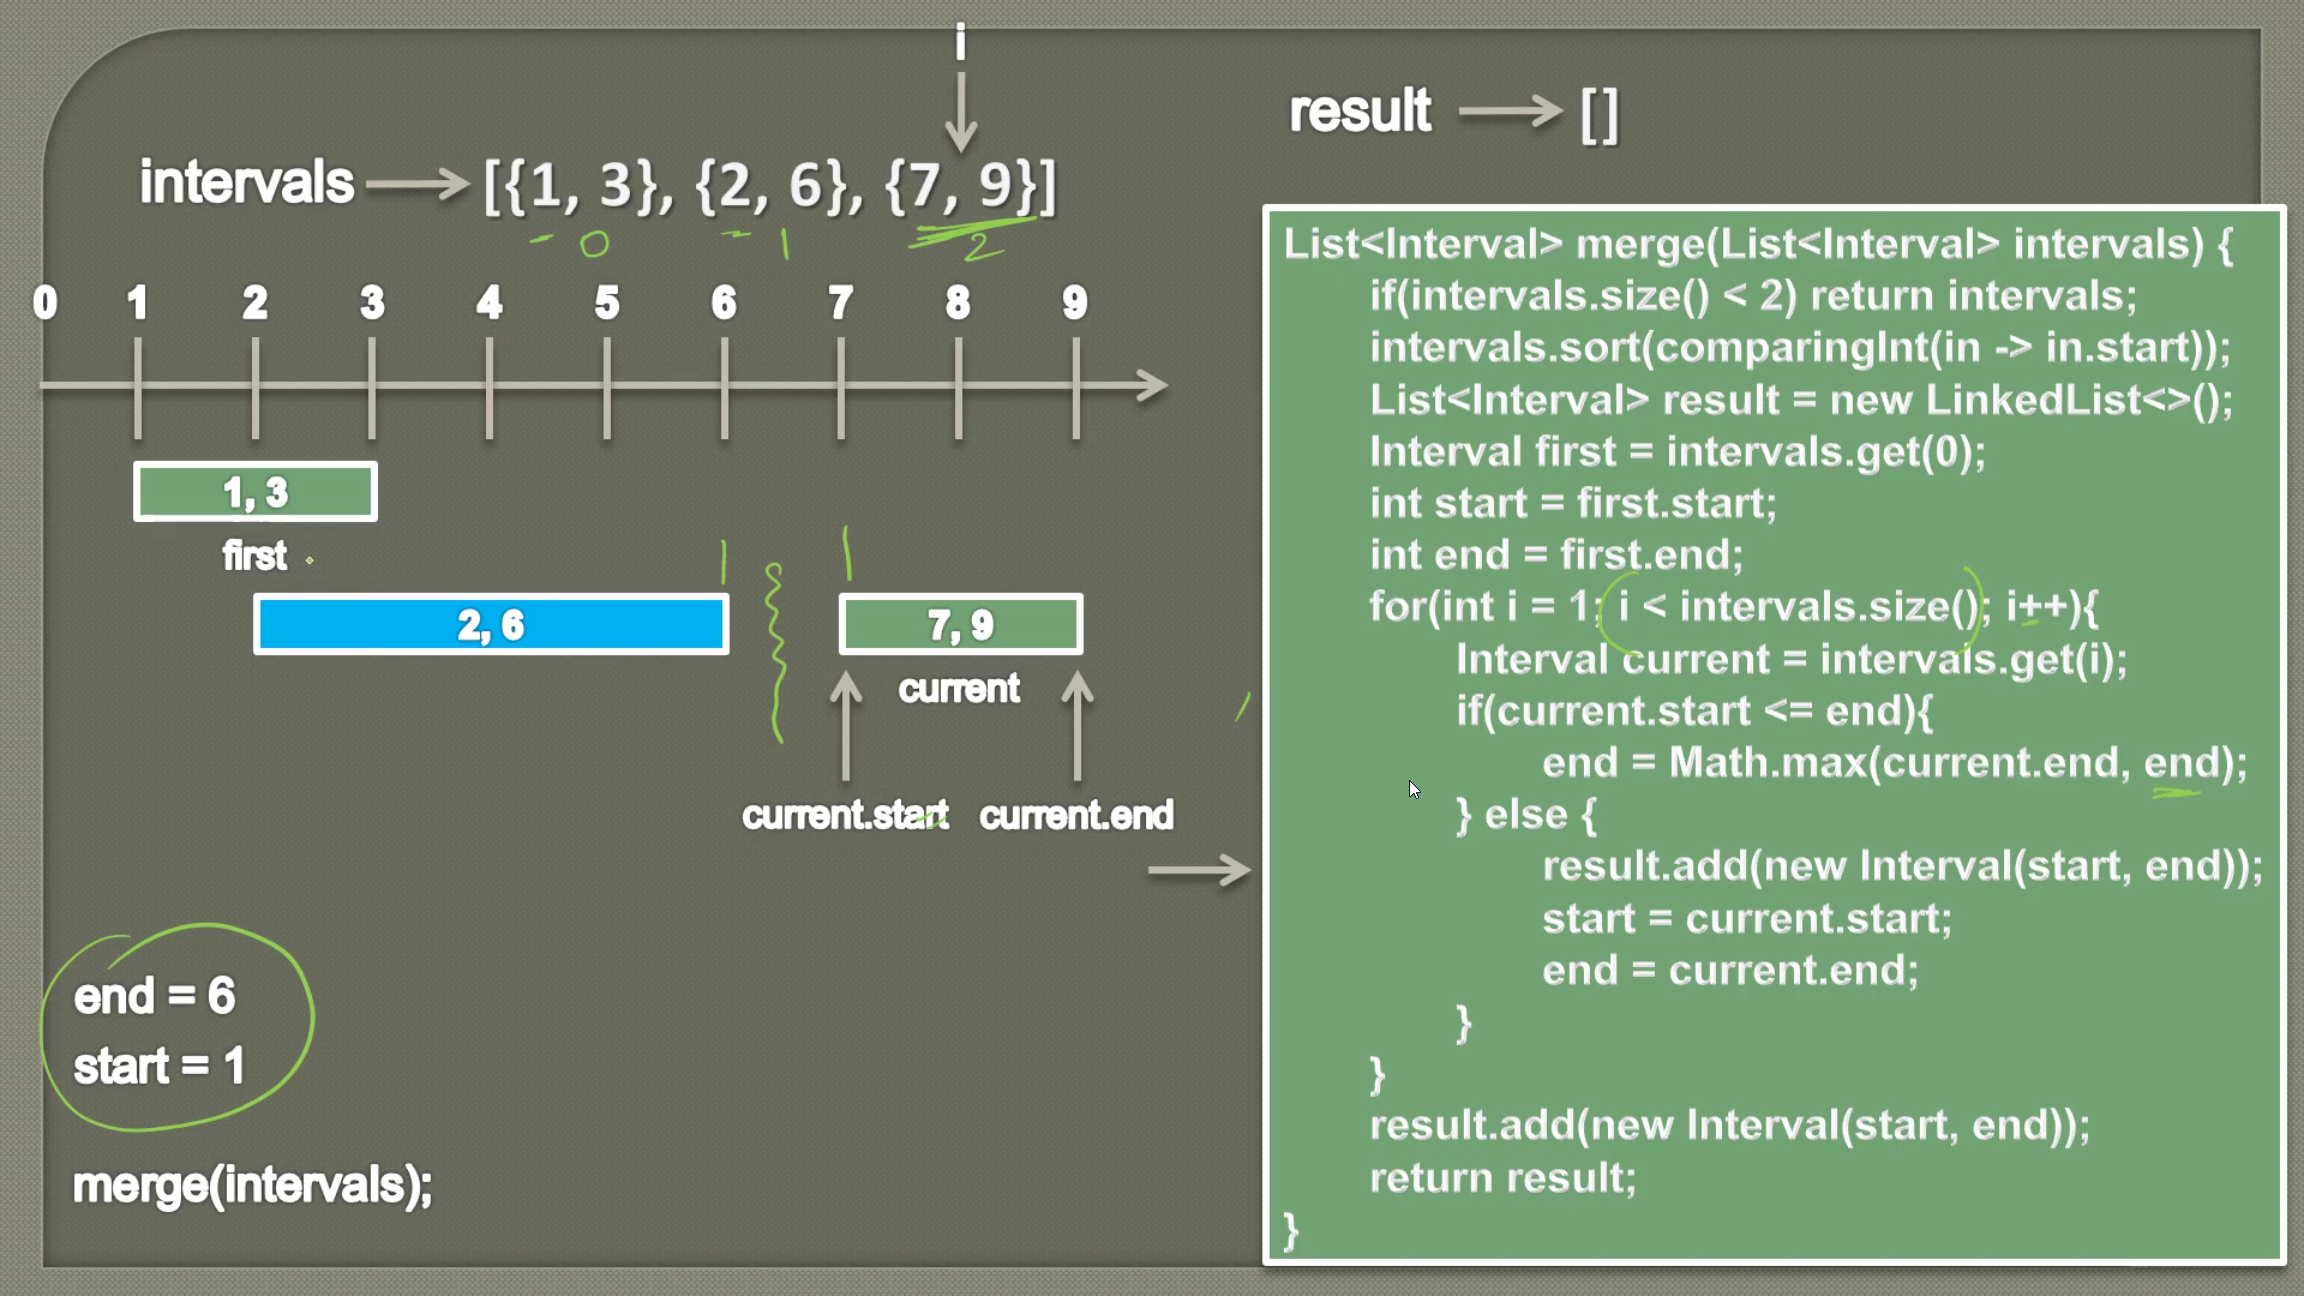 i
intervals [{1, 3}, {2, 6}, {7, 9}]
0 1 2
0 1 2 3 4 5 6 7 8 9
1, 3
first
2, 6
7, 9
current
current.start current.end
end = 6
start = 1
merge(intervals);
result []
List<Interval> merge(List<Interval> intervals) {
if(intervals.size() < 2) return intervals;
intervals.sort(comparingInt(in -> in.start));
List<Interval> result = new LinkedList<>();
Interval first = intervals.get(0);
int start = first.start;
int end = first.end;
for(int i = 1; i < intervals.size(); i++){
Interval current = intervals.get(i);
if(current.start <= end){
end = Math.max(current.end, end);
} else {
result.add(new Interval(start, end));
start = current.start;
end = current.end;
}
}
result.add(new Interval(start, end));
return result;
}